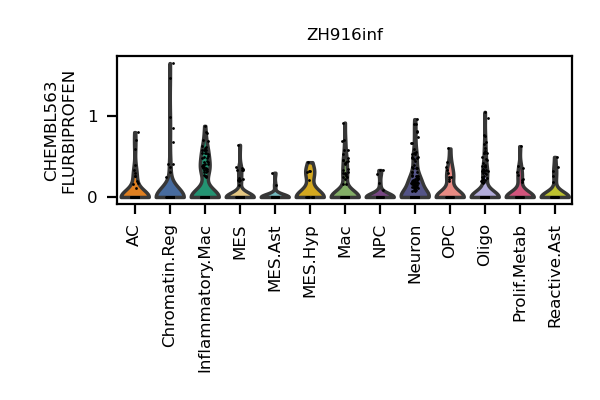 ZH916inf
CHEMBL563
FLURBIPROFEN
1
0
AC
Chromatin.Reg
Inflammatory.Mac
MES
MES.Ast
MES.Hyp
Mac
NPC
Neuron
OPC
Oligo
Prolif.Metab
Reactive.Ast